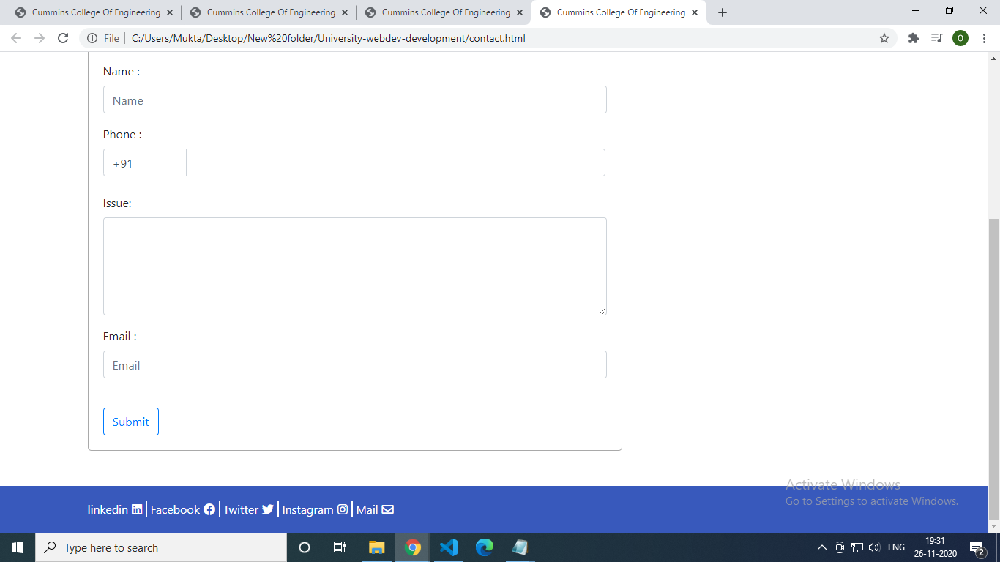 Cummins College Of Engineering
Cummins College Of Engineering
Cummins College Of Engineering
Cummins College Of Engineering
File
C:/Users/Mukta/Desktop/New%20folder/University-webdev-development/contact.html
O
Name :
Name
Phone :
+91
Issue:
Email :
Email
Submit
Activate Windows
Go to Settings to activate Windows.
linkedin | Facebook | Twitter | Instagram | Mail
Type here to search
ENG
19:31
26-11-2020
2